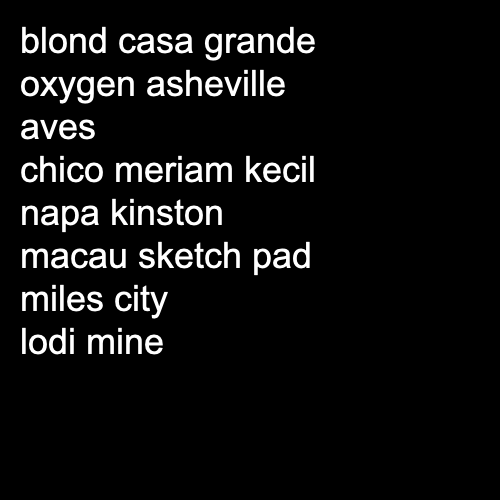 blond casa grande
oxygen asheville
aves
chico meriam kecil
napa kinston
macau sketch pad
miles city
lodi mine